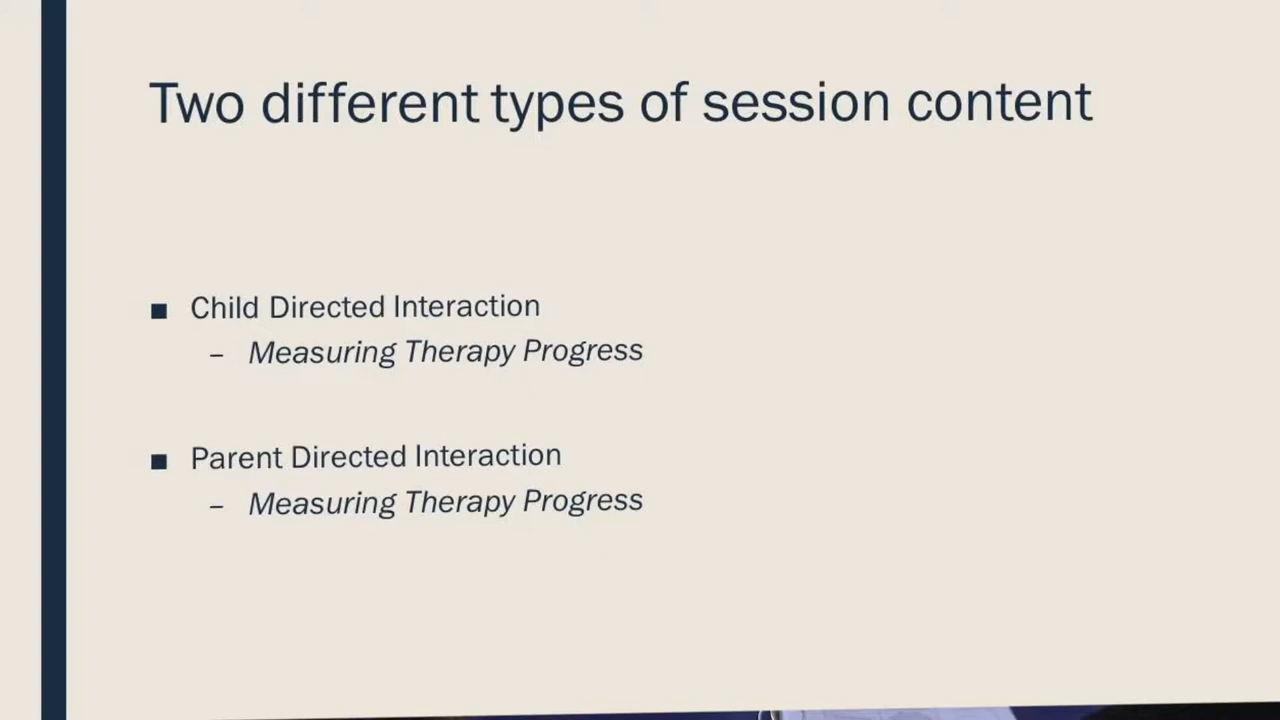 Two different types of session content
■ Child Directed Interaction
– Measuring Therapy Progress
■ Parent Directed Interaction
– Measuring Therapy Progress